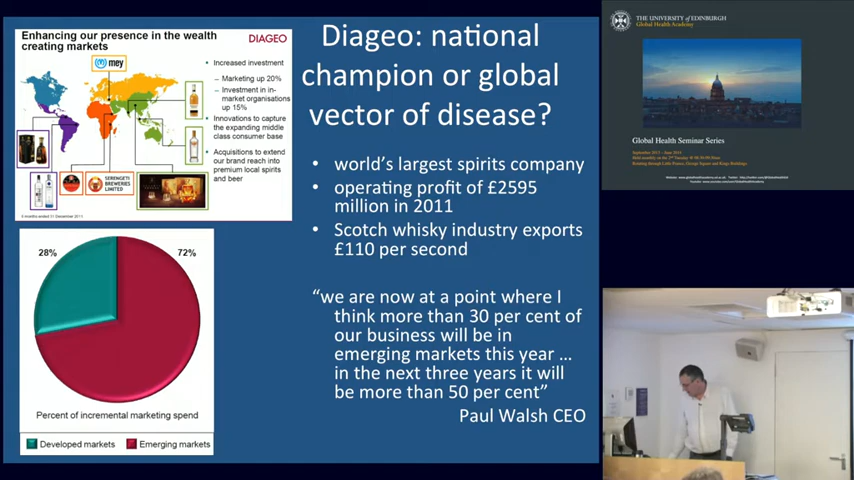 Enhancing our presence in the wealth
creating markets
DIAGEO
mey
• Increased investment
– Marketing up 20%
– Investment in in-
market organisations
up 15%
• Innovations to capture
the expanding middle
class consumer base
• Acquisitions to extend
our brand reach into
premium local spirits
and beer
SERENGETI
BREWERIES
LIMITED
28%
72%
Percent of incremental marketing spend
Developed markets
Emerging markets
Diageo: national
champion or global
vector of disease?
• world's largest spirits company
• operating profit of £2595
million in 2011
• Scotch whisky industry exports
£110 per second
“we are now at a point where I
think more than 30 per cent of
our business will be in
emerging markets this year …
in the next three years it will
be more than 50 per cent”
Paul Walsh CEO
THE UNIVERSITY of EDINBURGH
Global Health Academy
Global Health Seminar Series